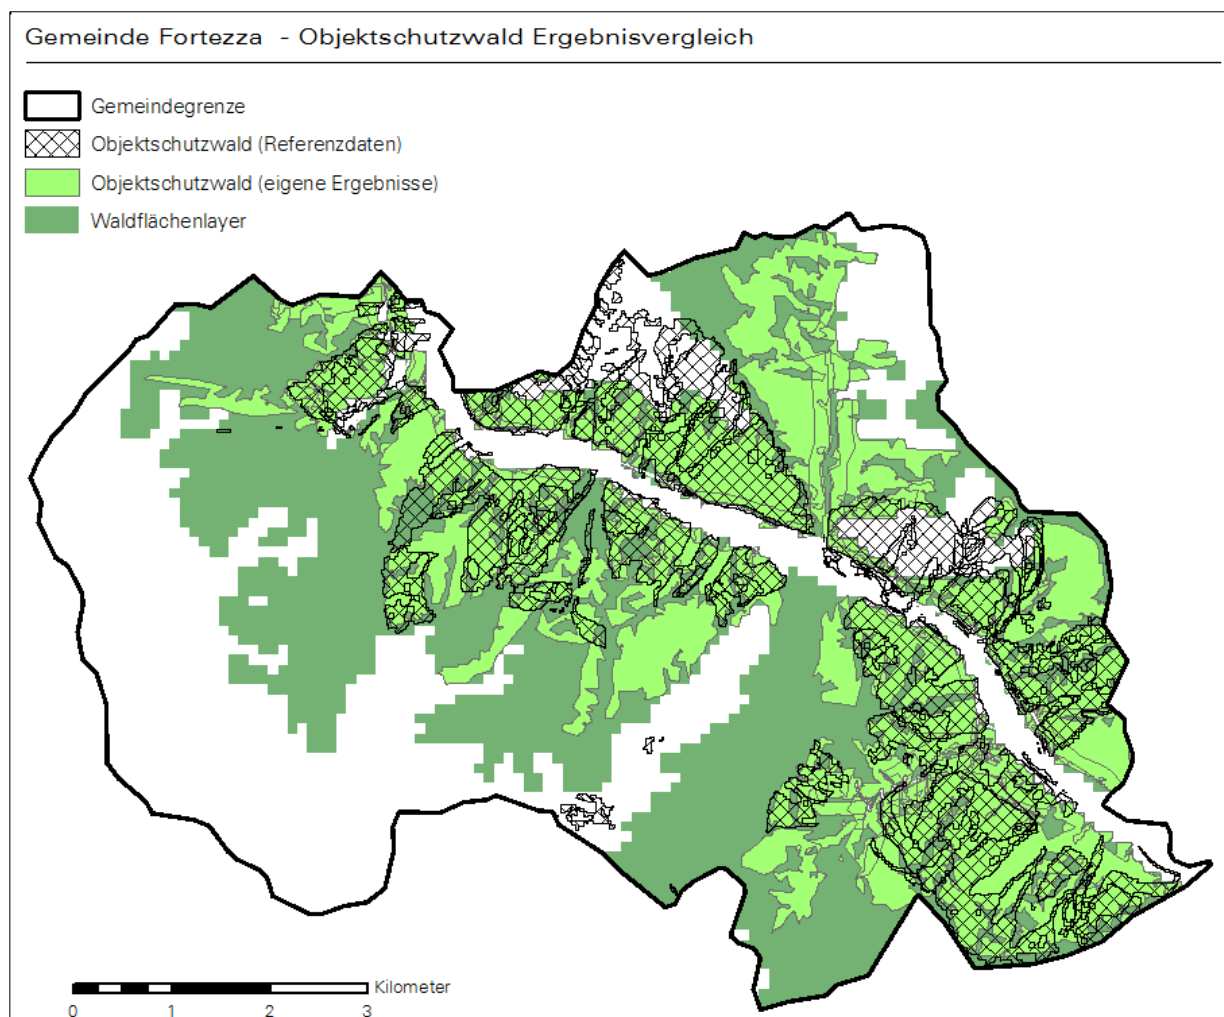 Gemeinde Fortezza - Objektschutzwald Ergebnisvergleich
Gemeindegrenze
Objektschutzwald (Referenzdaten)
Objektschutzwald (eigene Ergebnisse)
Waldflächenlayer
Kilometer
0 1 2 3